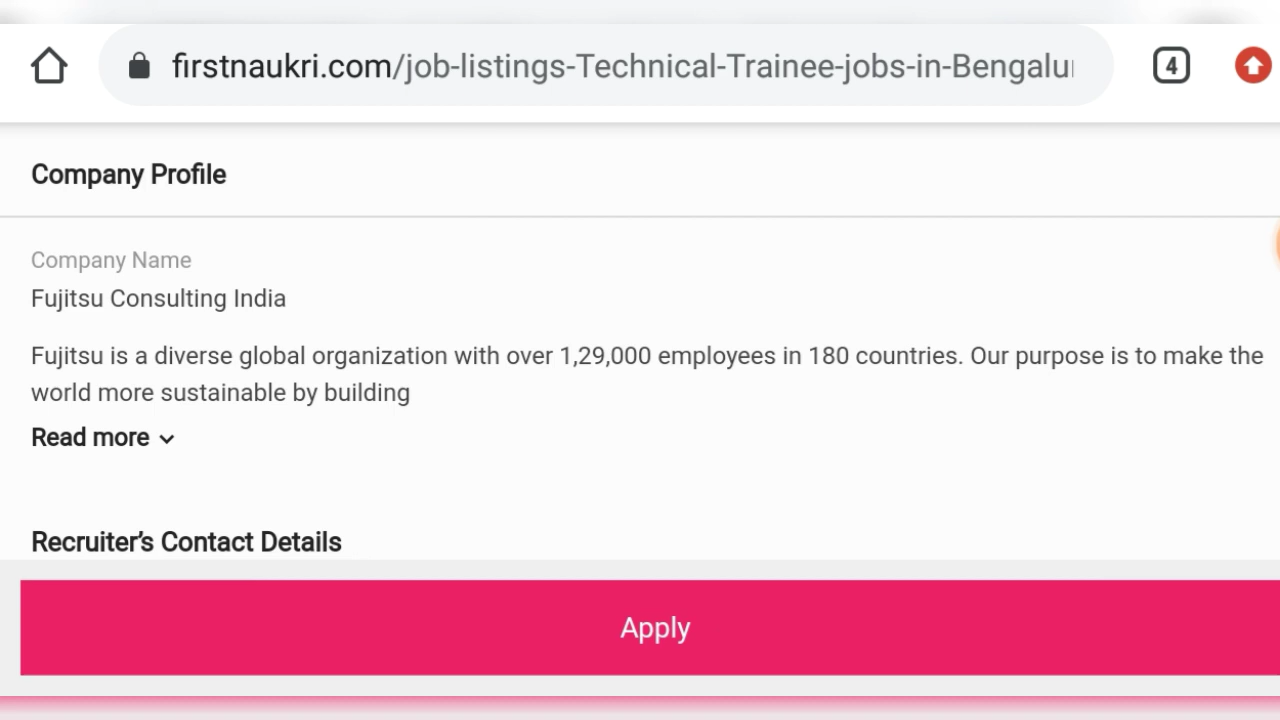 firstnaukri.com/job-listings-Technical-Trainee-jobs-in-Bengalu
4
Company Profile
Company Name
Fujitsu Consulting India
Fujitsu is a diverse global organization with over 1,29,000 employees in 180 countries. Our purpose is to make the
world more sustainable by building
Read more
Recruiter's Contact Details
Apply